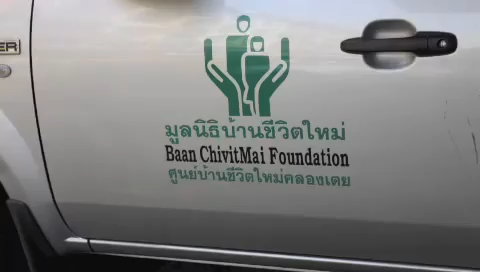 มูลนิธิบ้านชีวิตใหม่
Baan ChivitMai Foundation
ศูนย์บ้านชีวิตใหม่คลองเตย